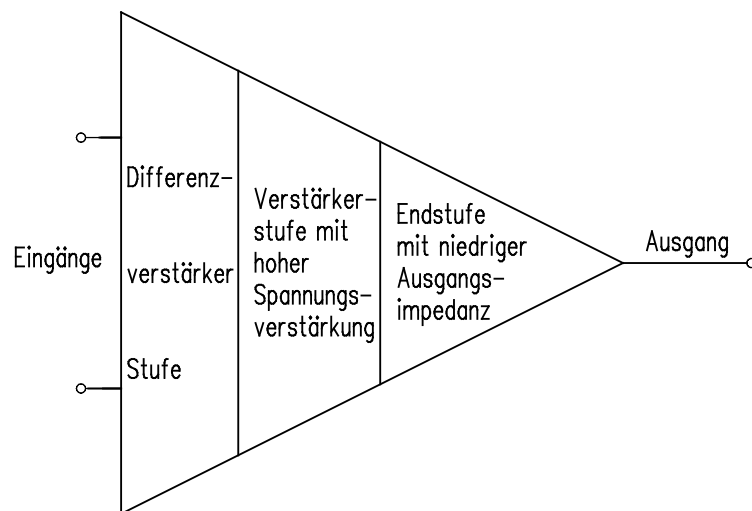 Eingänge
Differenz-
verstärker
Stufe
Verstärker-
stufe mit
hoher
Spannungs-
verstärkung
Endstufe
mit niedriger
Ausgangs-
impedanz
Ausgang